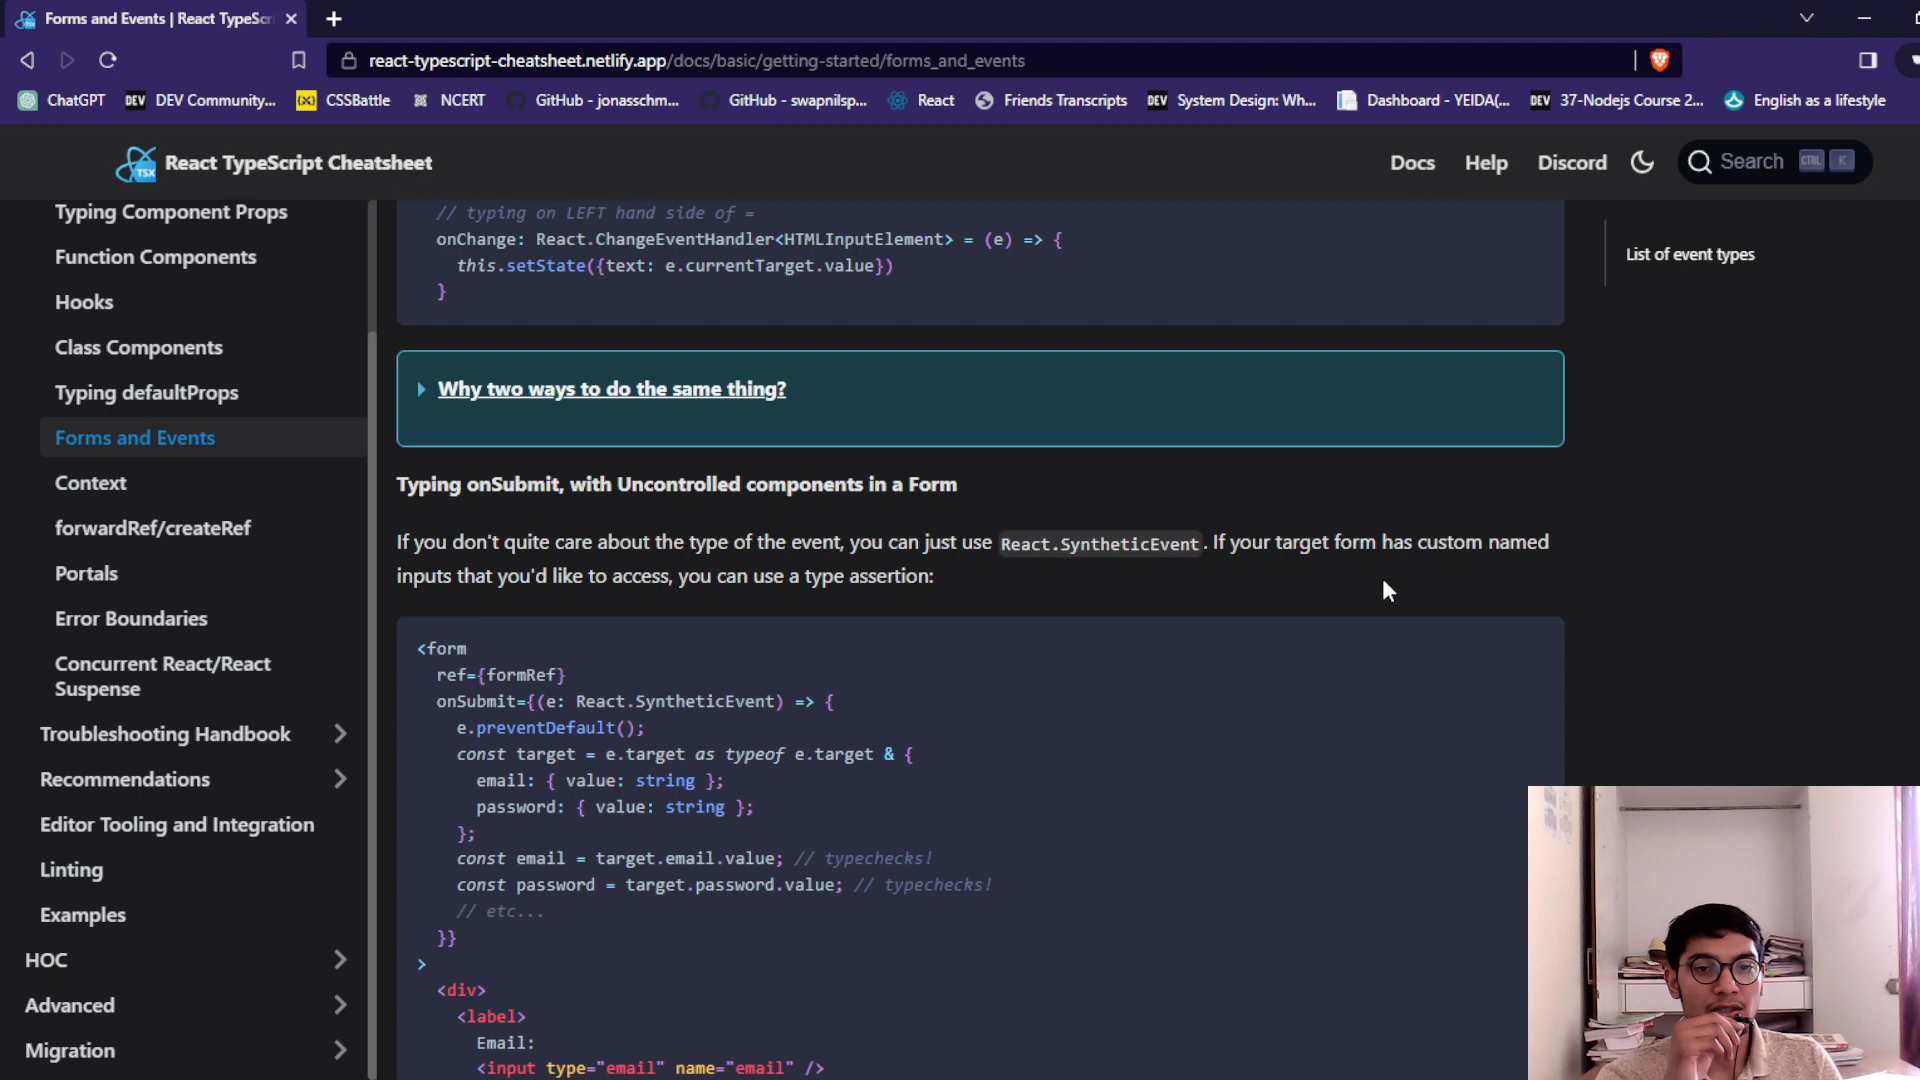 Forms and Events | React TypeScri
react-typescript-cheatsheet.netlify.app/docs/basic/getting-started/forms_and_events
ChatGPT
DEV DEV Community...
CSSBattle
NCERT
GitHub - jonasschm...
GitHub - swapnilsp...
React
Friends Transcripts
DEV System Design: Wh...
Dashboard - YEIDA(...
DEV 37-Nodejs Course 2...
English as a lifestyle
TSX React TypeScript Cheatsheet
Docs
Help
Discord
Search CTRL K
Typing Component Props
Function Components
Hooks
Class Components
Typing defaultProps
Forms and Events
Context
forwardRef/createRef
Portals
Error Boundaries
Concurrent React/React
Suspense
Troubleshooting Handbook
Recommendations
Editor Tooling and Integration
Linting
Examples
HOC
Advanced
Migration
// typing on LEFT hand side of =
onChange: React.ChangeEventHandler<HTMLInputElement> = (e) => {
this.setState({text: e.currentTarget.value})
}
Why two ways to do the same thing?
Typing onSubmit, with Uncontrolled components in a Form
If you don't quite care about the type of the event, you can just use React.SyntheticEvent. If your target form has custom named
inputs that you'd like to access, you can use a type assertion:
<form
ref={formRef}
onSubmit={(e: React.SyntheticEvent) => {
e.preventDefault();
const target = e.target as typeof e.target & {
email: { value: string };
password: { value: string };
};
const email = target.email.value; // typechecks!
const password = target.password.value; // typechecks!
// etc...
}}
>
<div>
<label>
Email:
<input type="email" name="email" />
List of event types